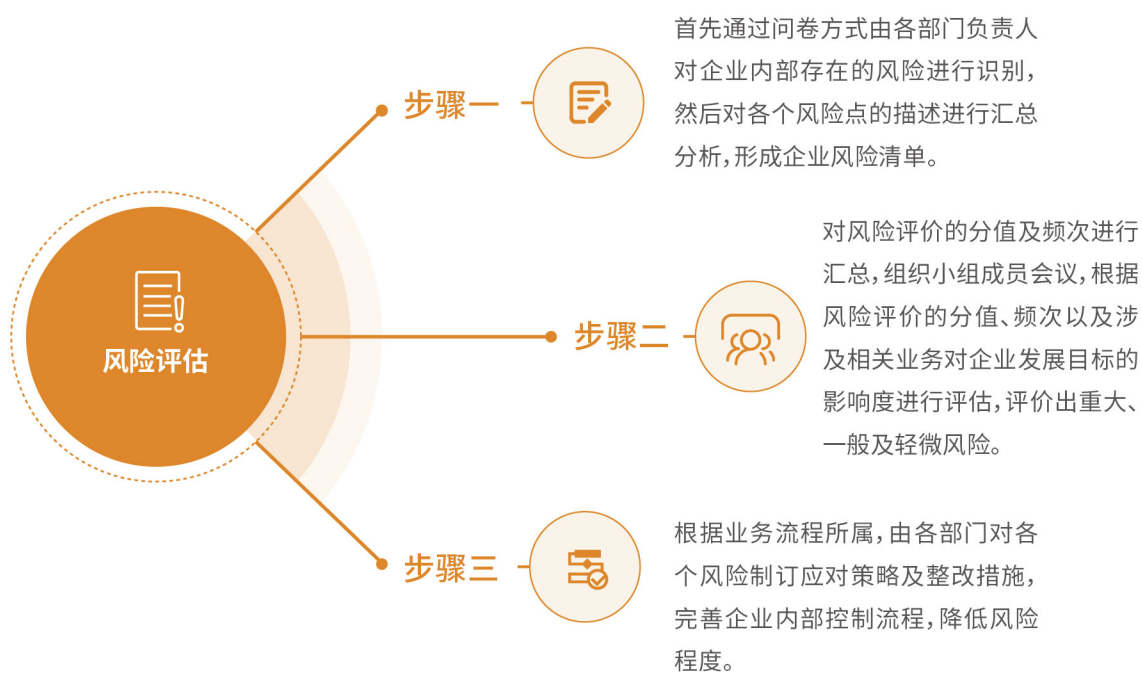 风险评估
步骤一
首先通过问卷方式由各部门负责人
对企业内部存在的风险进行识别，
然后对各个风险点的描述进行汇总
分析，形成企业风险清单。
步骤二
对风险评价的分值及频次进行
汇总，组织小组成员会议，根据
风险评价的分值、频次以及涉
及相关业务对企业发展目标的
影响度进行评估，评价出重大、
一般及轻微风险。
步骤三
根据业务流程所属，由各部门对各
个风险制订应对策略及整改措施，
完善企业内部控制流程，降低风险
程度。